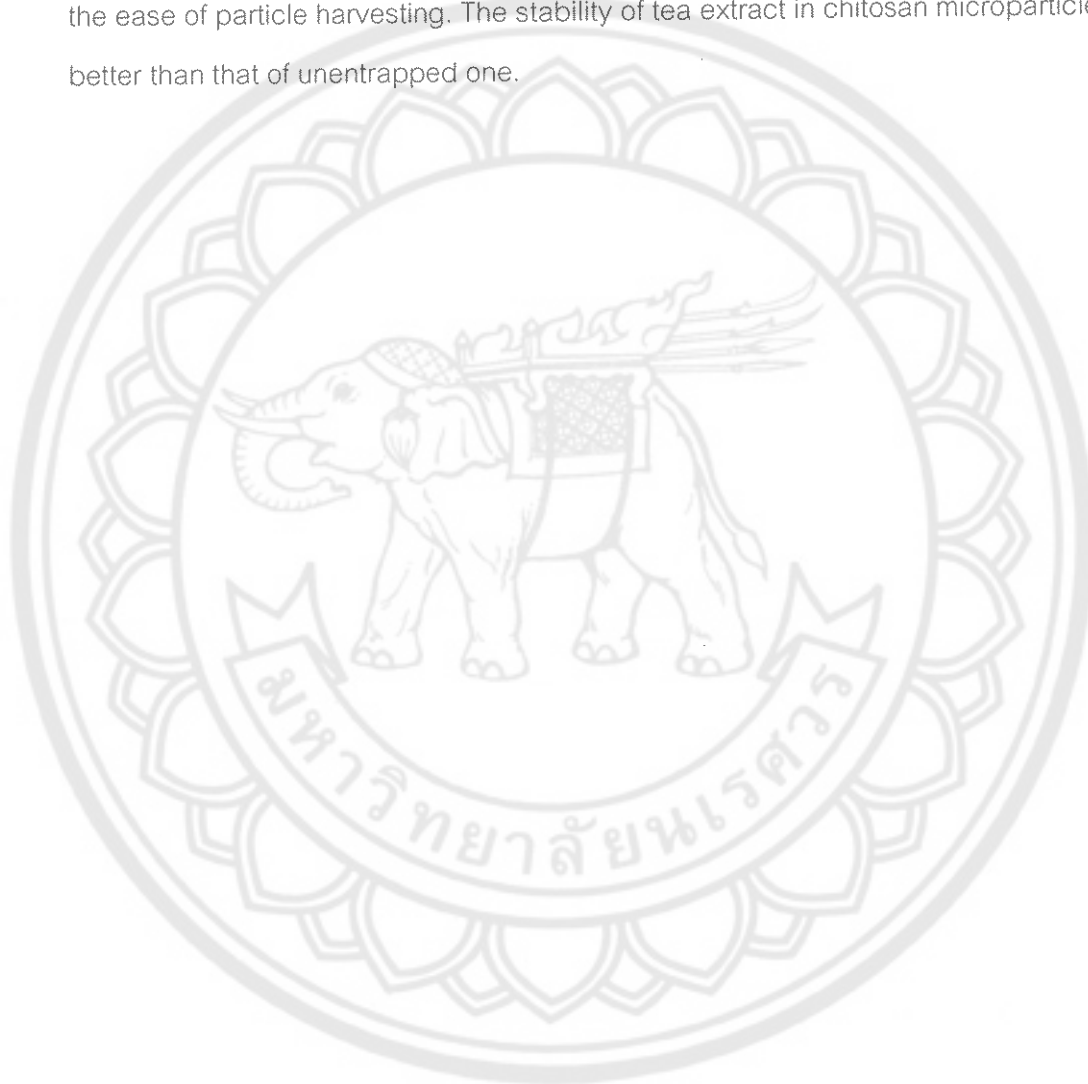 the ease of particle harvesting. The stability of tea extract in chitosan microparticle
better than that of unentrapped one.
มหาวิทยาลัยนเรศวร